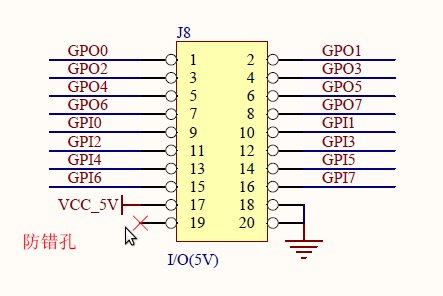 J8
GPO0 1 2 GPO1
GPO2 3 4 GPO3
GPO4 5 6 GPO5
GPO6 7 8 GPO7
GPI0 9 10 GPI1
GPI2 11 12 GPI3
GPI4 13 14 GPI5
GPI6 15 16 GPI7
VCC_5V 17 18
19 20
防错孔
I/O(5V)